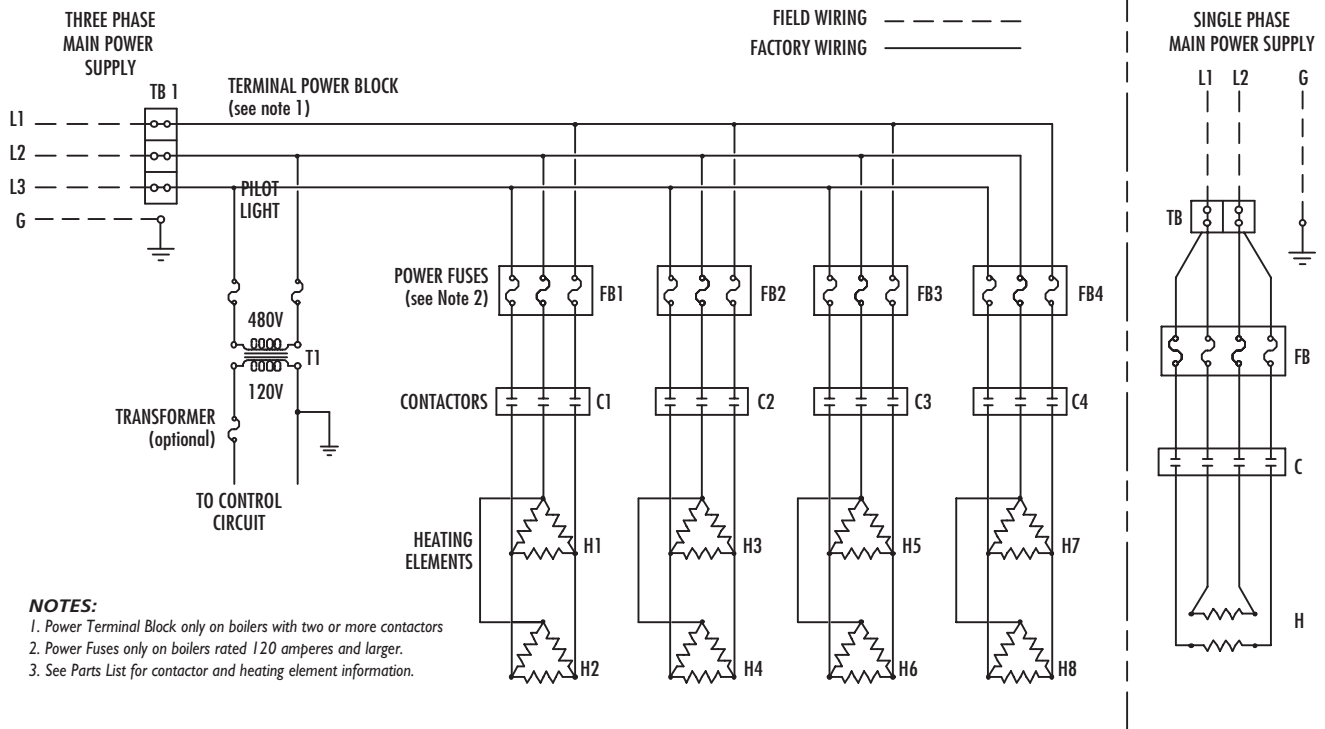 THREE PHASE
MAIN POWER
SUPPLY
FIELD WIRING
FACTORY WIRING
SINGLE PHASE
MAIN POWER SUPPLY
TB 1
TERMINAL POWER BLOCK
(see note 1)
L1
L2
L3
G
L1 L2 G
PILOT
LIGHT
TB
POWER FUSES
(see Note 2)
FB1
FB2
FB3
FB4
FB
480V
T1
120V
TRANSFORMER
(optional)
CONTACTORS
C1
C2
C3
C4
C
TO CONTROL
CIRCUIT
HEATING
ELEMENTS
H1
H3
H5
H7
H
H2
H4
H6
H8
NOTES:
1. Power Terminal Block only on boilers with two or more contactors
2. Power Fuses only on boilers rated 120 amperes and larger.
3. See Parts List for contactor and heating element information.